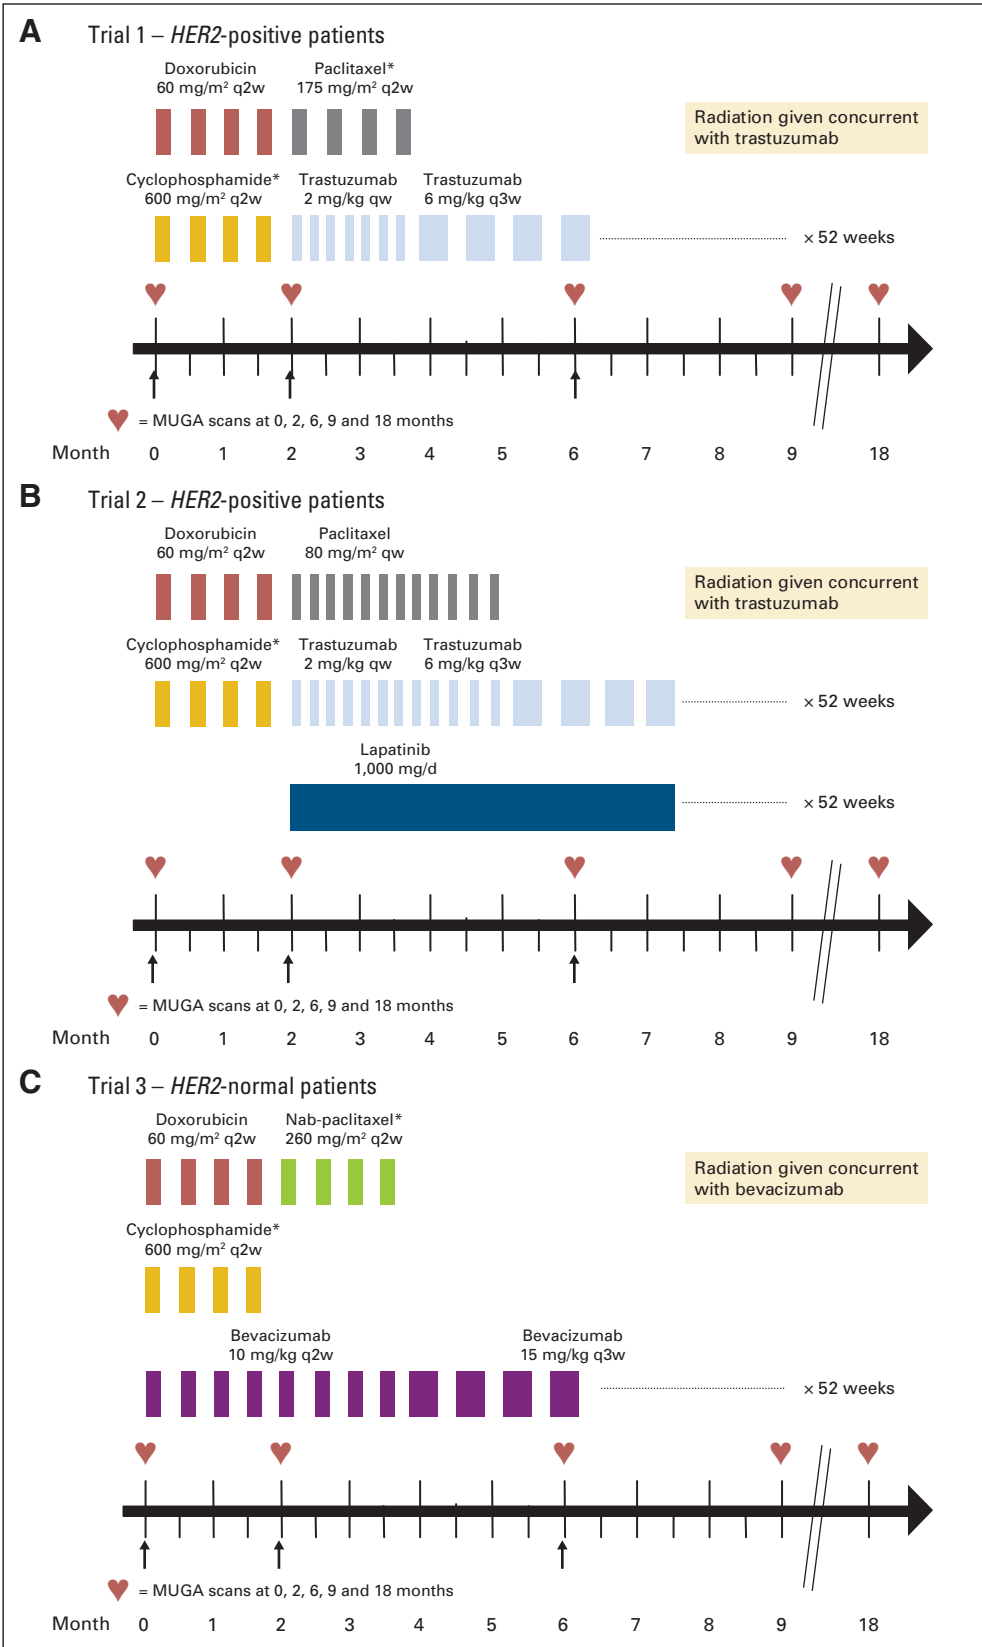 A Trial 1 – HER2-positive patients
Doxorubicin
60 mg/m² q2w
Paclitaxel*
175 mg/m² q2w
Radiation given concurrent
with trastuzumab
Cyclophosphamide*
600 mg/m² q2w
Trastuzumab
2 mg/kg qw
Trastuzumab
6 mg/kg q3w
× 52 weeks
= MUGA scans at 0, 2, 6, 9 and 18 months
Month 0 1 2 3 4 5 6 7 8 9 18
B Trial 2 – HER2-positive patients
Doxorubicin
60 mg/m² q2w
Paclitaxel
80 mg/m² qw
Radiation given concurrent
with trastuzumab
Cyclophosphamide*
600 mg/m² q2w
Trastuzumab
2 mg/kg qw
Trastuzumab
6 mg/kg q3w
× 52 weeks
Lapatinib
1,000 mg/d
× 52 weeks
= MUGA scans at 0, 2, 6, 9 and 18 months
Month 0 1 2 3 4 5 6 7 8 9 18
C Trial 3 – HER2-normal patients
Doxorubicin
60 mg/m² q2w
Nab-paclitaxel*
260 mg/m² q2w
Radiation given concurrent
with bevacizumab
Cyclophosphamide*
600 mg/m² q2w
Bevacizumab
10 mg/kg q2w
Bevacizumab
15 mg/kg q3w
× 52 weeks
= MUGA scans at 0, 2, 6, 9 and 18 months
Month 0 1 2 3 4 5 6 7 8 9 18